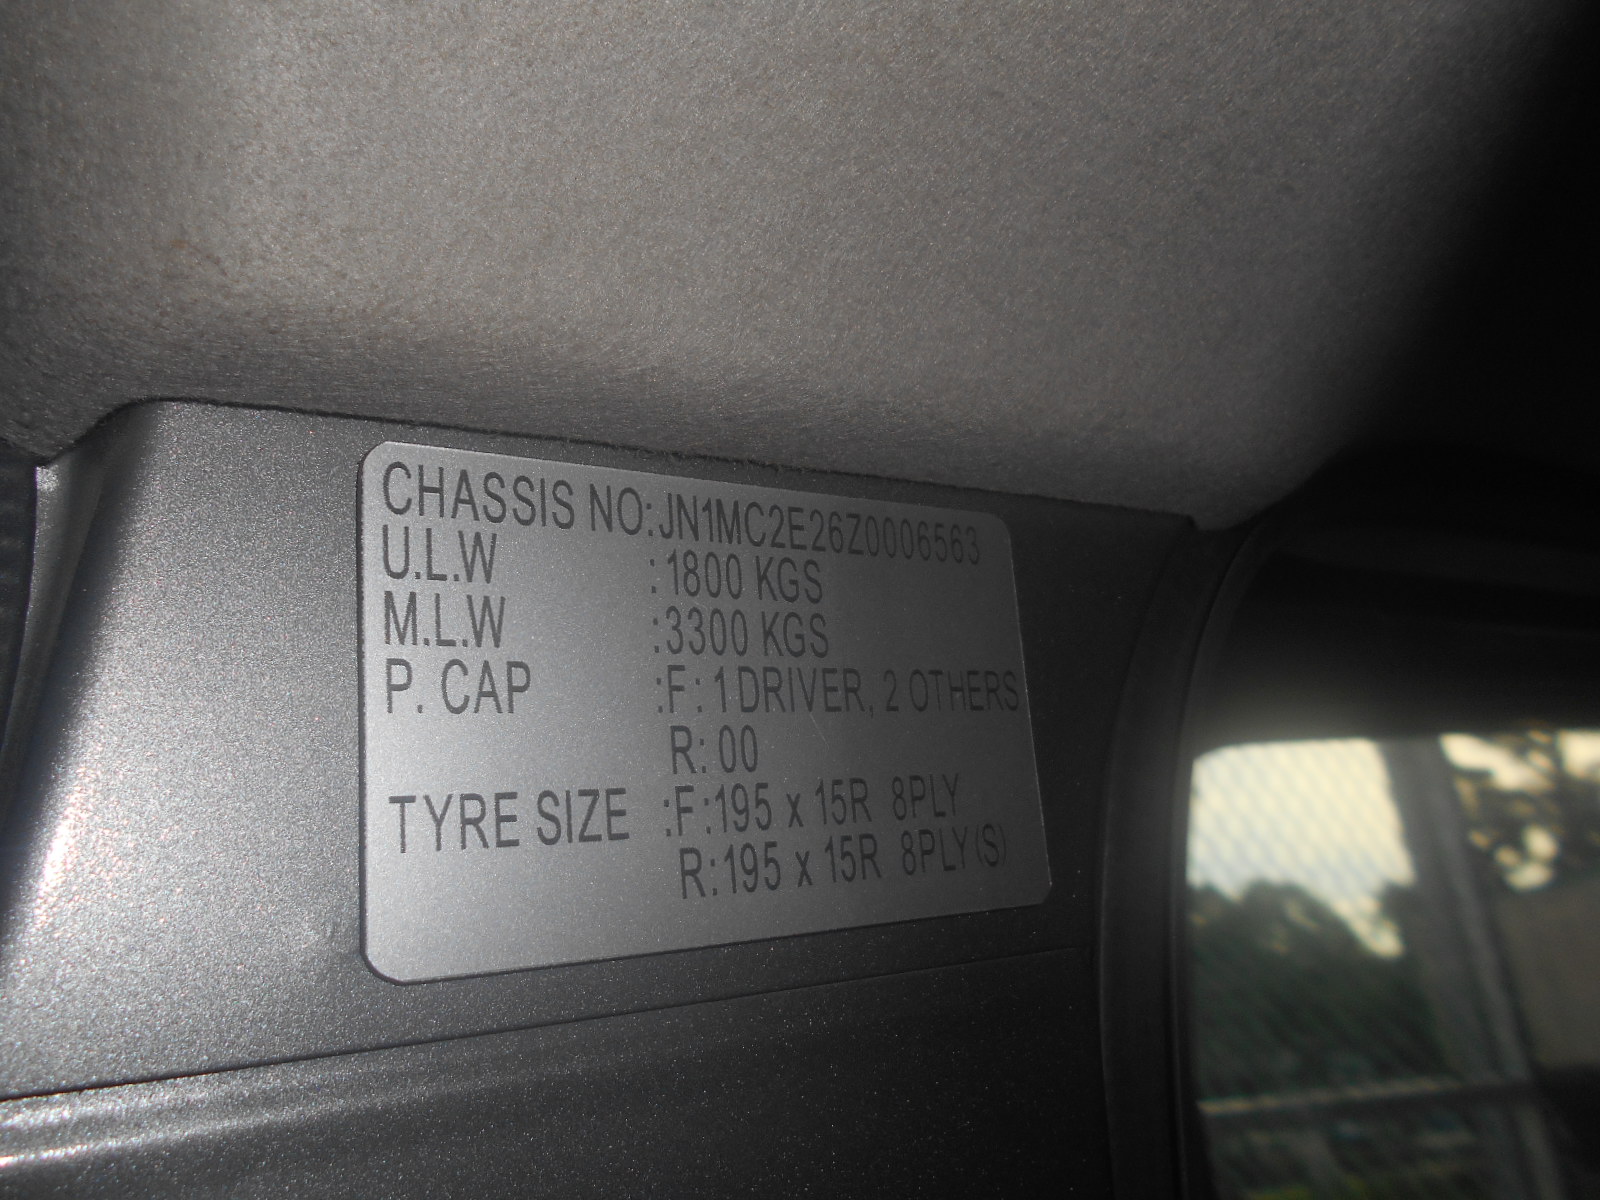 CHASSIS NO:JN1MC2E26Z0006563
U.L.W :1800 KGS
M.L.W :3300 KGS
P. CAP :F: 1 DRIVER, 2 OTHERS
R: 00
TYRE SIZE :F:195 x 15R 8PLY
R:195 x 15R 8PLY(S)